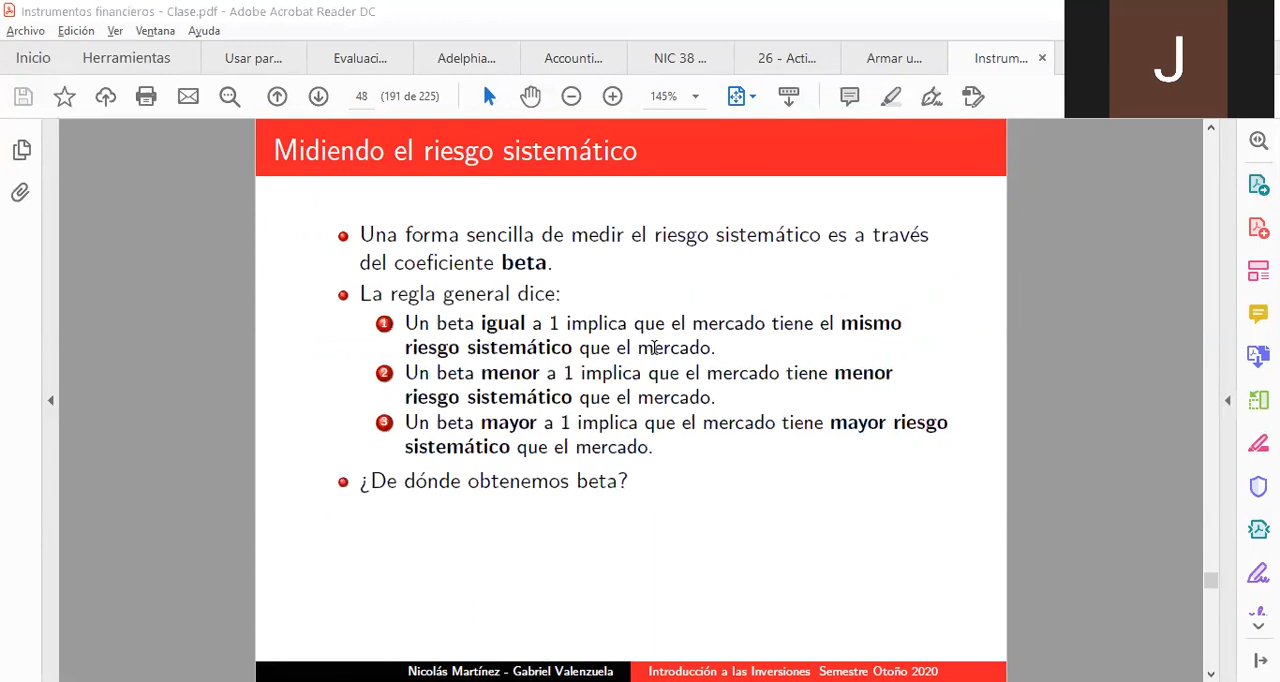 Instrumentos financieros - Clase.pdf - Adobe Acrobat Reader DC
Archivo Edición Ver Ventana Ayuda
Inicio Herramientas Usar par... Evaluaci... Adelphia... Accounti... NIC 38 ... 26 - Acti... Armar u... Instrum... ×
48 (191 de 225) 145%
J
Midiendo el riesgo sistemático
Una forma sencilla de medir el riesgo sistemático es a través
del coeficiente beta.
La regla general dice:
1 Un beta igual a 1 implica que el mercado tiene el mismo
riesgo sistemático que el mercado.
2 Un beta menor a 1 implica que el mercado tiene menor
riesgo sistemático que el mercado.
3 Un beta mayor a 1 implica que el mercado tiene mayor riesgo
sistemático que el mercado.
¿De dónde obtenemos beta?
Nicolás Martínez - Gabriel Valenzuela Introducción a las Inversiones Semestre Otoño 2020